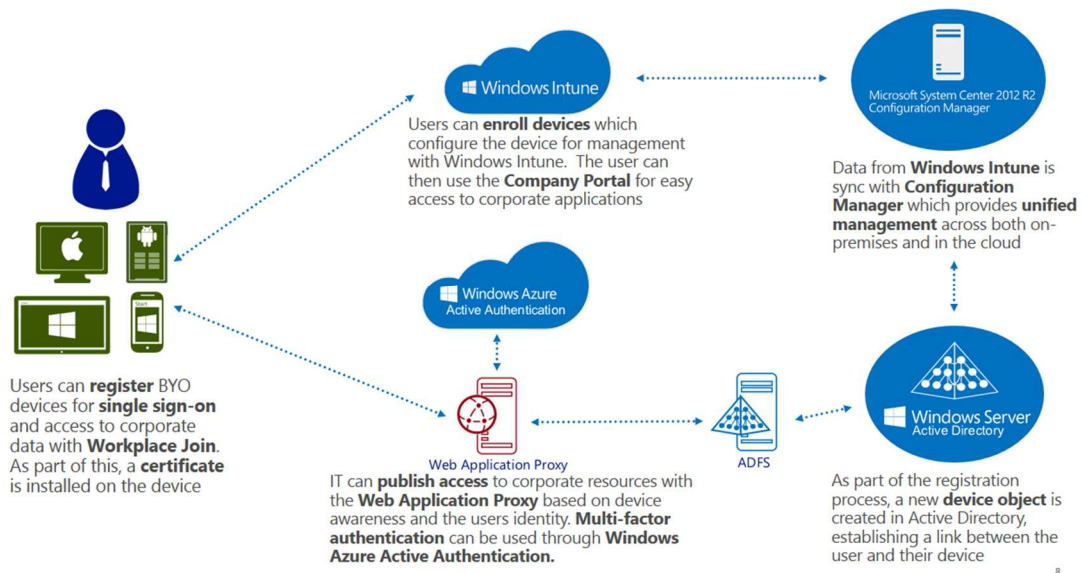 Windows Intune
Microsoft System Center 2012 R2
Configuration Manager
Users can enroll devices which
configure the device for management
with Windows Intune. The user can
then use the Company Portal for easy
access to corporate applications
Data from Windows Intune is
sync with Configuration
Manager which provides unified
management across both on-
premises and in the cloud
Start
Windows Azure
Active Authentication
Users can register BYO
devices for single sign-on
and access to corporate
data with Workplace Join.
As part of this, a certificate
is installed on the device
Web Application Proxy
IT can publish access to corporate resources with
the Web Application Proxy based on device
awareness and the users identity. Multi-factor
authentication can be used through Windows
Azure Active Authentication.
ADFS
Windows Server
Active Directory
As part of the registration
process, a new device object is
created in Active Directory,
establishing a link between the
user and their device
8